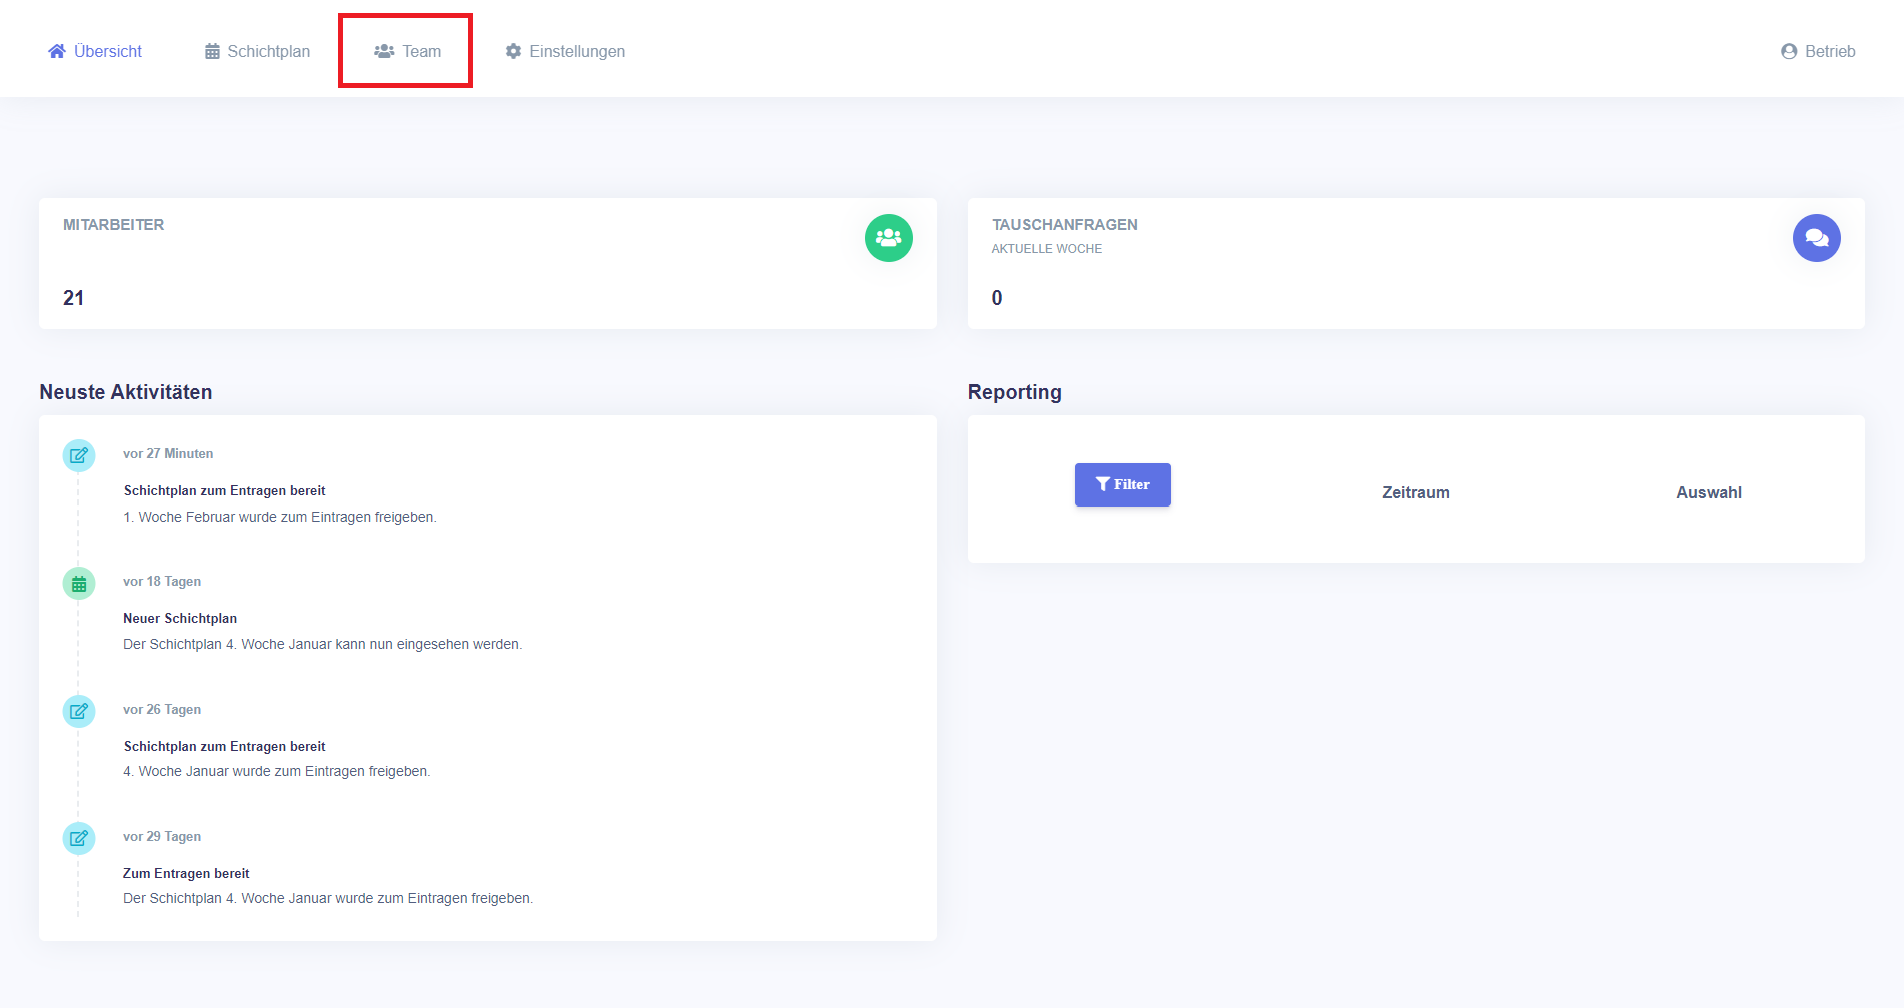 Übersicht
Schichtplan
Team
Einstellungen
Betrieb
MITARBEITER
21
TAUSCHANFRAGEN
AKTUELLE WOCHE
0
Neuste Aktivitäten
vor 27 Minuten
Schichtplan zum Entragen bereit
1. Woche Februar wurde zum Eintragen freigeben.
vor 18 Tagen
Neuer Schichtplan
Der Schichtplan 4. Woche Januar kann nun eingesehen werden.
vor 26 Tagen
Schichtplan zum Entragen bereit
4. Woche Januar wurde zum Eintragen freigeben.
vor 29 Tagen
Zum Entragen bereit
Der Schichtplan 4. Woche Januar wurde zum Eintragen freigeben.
Reporting
Filter
Zeitraum
Auswahl